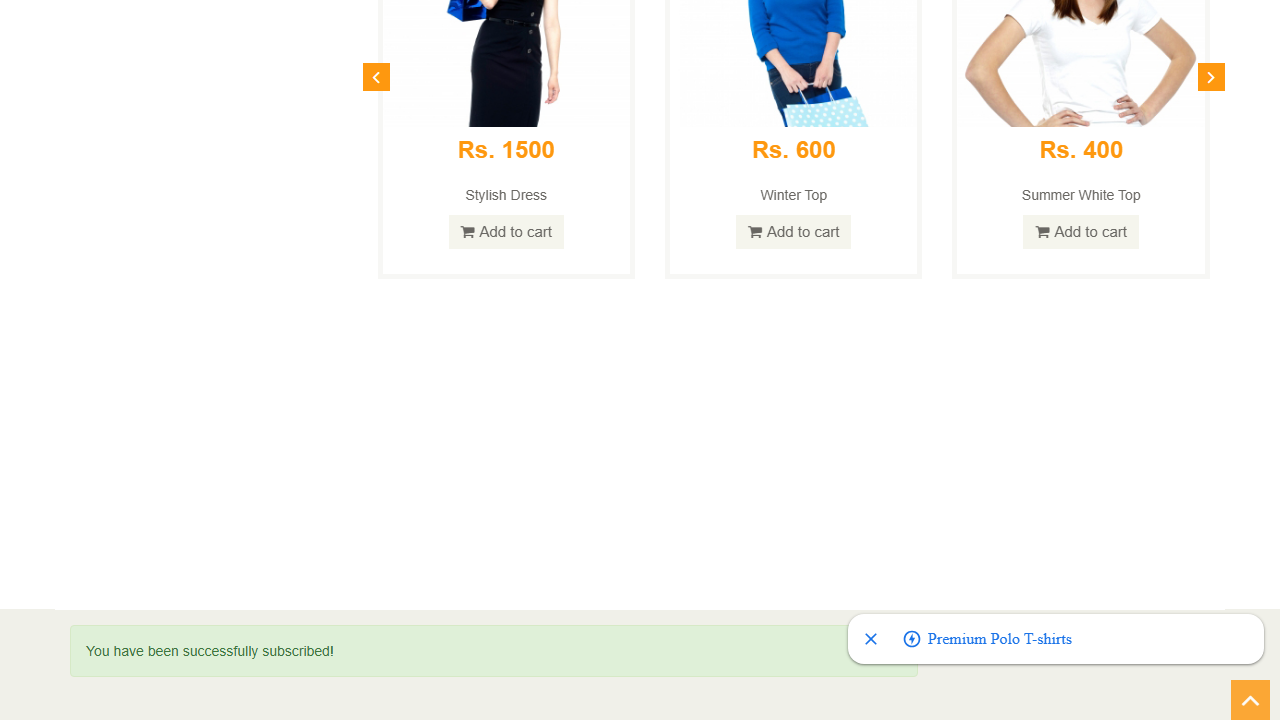 Rs. 1500
Rs. 600
Rs. 400
Stylish Dress
Winter Top
Summer White Top
Add to cart
Add to cart
Add to cart
You have been successfully subscribed!
Premium Polo T-shirts